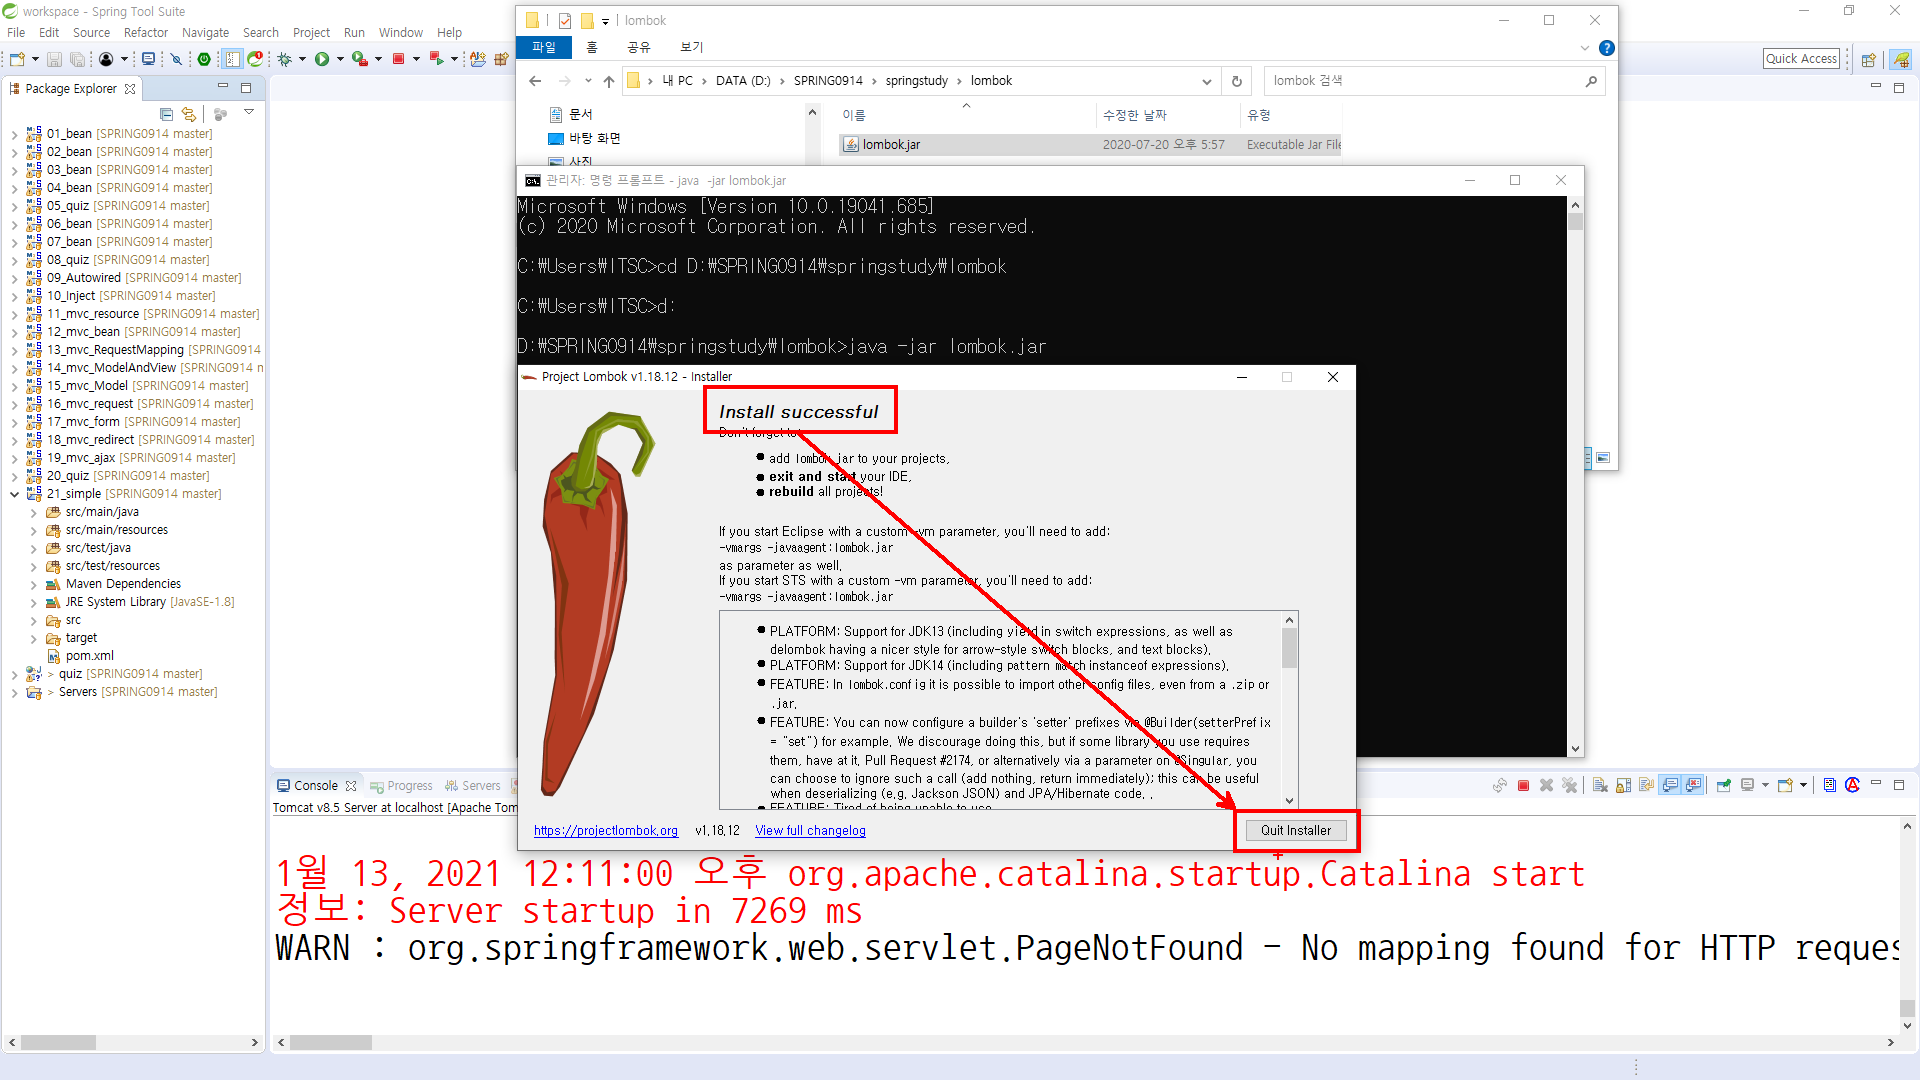 workspace - Spring Tool Suite
File Edit Source Refactor Navigate Search Project Run Window Help
Quick Access
Package Explorer
01_bean [SPRING0914 master]
02_bean [SPRING0914 master]
03_bean [SPRING0914 master]
04_bean [SPRING0914 master]
05_quiz [SPRING0914 master]
06_bean [SPRING0914 master]
07_bean [SPRING0914 master]
08_quiz [SPRING0914 master]
09_Autowired [SPRING0914 master]
10_Inject [SPRING0914 master]
11_mvc_resource [SPRING0914 master]
12_mvc_bean [SPRING0914 master]
13_mvc_RequestMapping [SPRING0914
14_mvc_ModelAndView [SPRING0914 m
15_mvc_Model [SPRING0914 master]
16_mvc_request [SPRING0914 master]
17_mvc_form [SPRING0914 master]
18_mvc_redirect [SPRING0914 master]
19_mvc_ajax [SPRING0914 master]
20_quiz [SPRING0914 master]
21_simple [SPRING0914 master]
src/main/java
src/main/resources
src/test/java
src/test/resources
Maven Dependencies
JRE System Library [JavaSE-1.8]
src
target
pom.xml
> quiz [SPRING0914 master]
> Servers [SPRING0914 master]
lombok
파일 홈 공유 보기
내 PC > DATA (D:) > SPRING0914 > springstudy > lombok
lombok 검색
문서
바탕 화면
사진
이름 수정한 날짜 유형
lombok.jar 2020-07-20 오후 5:57 Executable Jar File
관리자: 명령 프롬프트 - java -jar lombok.jar
Microsoft Windows [Version 10.0.19041.685]
(c) 2020 Microsoft Corporation. All rights reserved.
C:₩Users₩ITSC>cd D:₩SPRING0914₩springstudy₩lombok
C:₩Users₩ITSC>d:
D:₩SPRING0914₩springstudy₩lombok>java -jar lombok.jar
Project Lombok v1.18.12 - Installer
Install successful
Don't forget to:
● add lombok.jar to your projects,
● exit and start your IDE,
● rebuild all projects!
If you start Eclipse with a custom -vm parameter, you'll need to add:
-vmargs -javaagent:lombok.jar
as parameter as well.
If you start STS with a custom -vm parameter, you'll need to add:
-vmargs -javaagent:lombok.jar
● PLATFORM: Support for JDK13 (including yield in switch expressions, as well as
delombok having a nicer style for arrow-style switch blocks, and text blocks).
● PLATFORM: Support for JDK14 (including pattern match instanceof expressions).
● FEATURE: In lombok.config it is possible to import other config files, even from a .zip or
.jar.
● FEATURE: You can now configure a builder's 'setter' prefixes via @Builder(setterPrefix
= "set") for example. We discourage doing this, but if some library you use requires
them, have at it. Pull Request #2174, or alternatively via a parameter on @Singular, you
can choose to ignore such a call (add nothing, return immediately); this can be useful
when deserializing (e.g. Jackson JSON) and JPA/Hibernate code. .
● FEATURE: Tired of being unable to use
https://projectlombok.org v1.18.12 View full changelog
Quit Installer
Console Progress Servers
Tomcat v8.5 Server at localhost [Apache Tom
1월 13, 2021 12:11:00 오후 org.apache.catalina.startup.Catalina start
정보: Server startup in 7269 ms
WARN : org.springframework.web.servlet.PageNotFound - No mapping found for HTTP reques